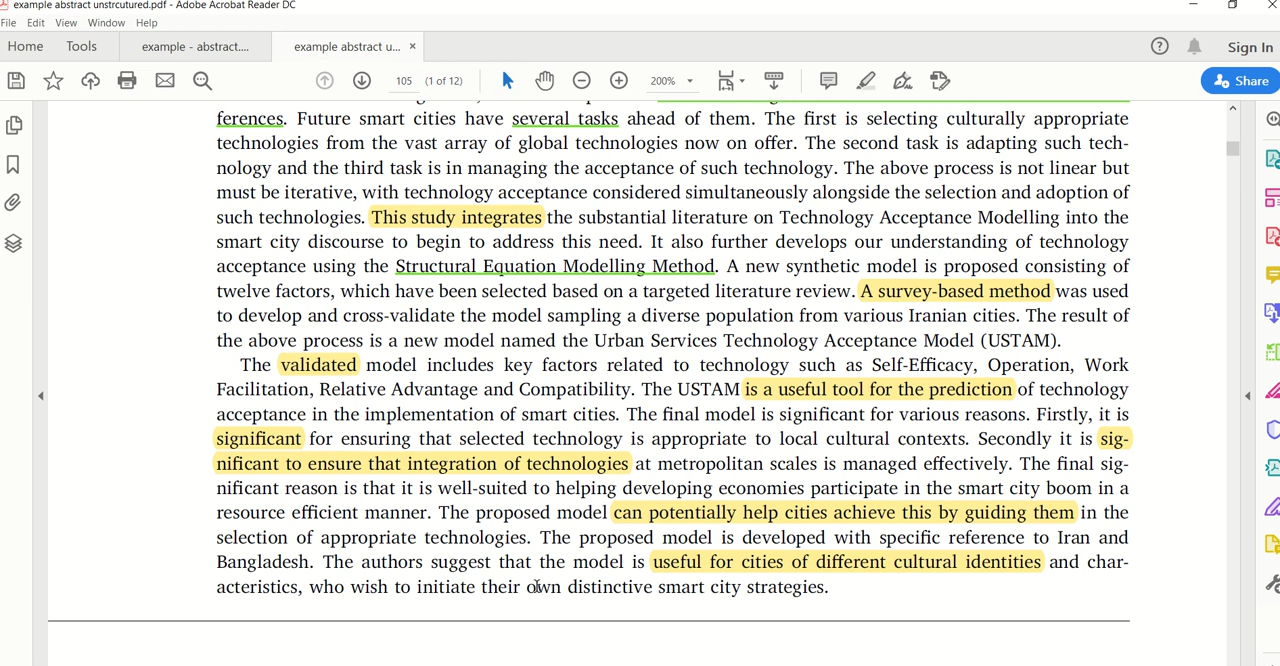 example abstract unstrcutured.pdf - Adobe Acrobat Reader DC
File Edit View Window Help
Home Tools example - abstract.... example abstract u... × Sign In
105 (1 of 12) 200% Share
ferences. Future smart cities have several tasks ahead of them. The first is selecting culturally appropriate
technologies from the vast array of global technologies now on offer. The second task is adapting such tech-
nology and the third task is in managing the acceptance of such technology. The above process is not linear but
must be iterative, with technology acceptance considered simultaneously alongside the selection and adoption of
such technologies. This study integrates the substantial literature on Technology Acceptance Modelling into the
smart city discourse to begin to address this need. It also further develops our understanding of technology
acceptance using the Structural Equation Modelling Method. A new synthetic model is proposed consisting of
twelve factors, which have been selected based on a targeted literature review. A survey-based method was used
to develop and cross-validate the model sampling a diverse population from various Iranian cities. The result of
the above process is a new model named the Urban Services Technology Acceptance Model (USTAM).
The validated model includes key factors related to technology such as Self-Efficacy, Operation, Work
Facilitation, Relative Advantage and Compatibility. The USTAM is a useful tool for the prediction of technology
acceptance in the implementation of smart cities. The final model is significant for various reasons. Firstly, it is
significant for ensuring that selected technology is appropriate to local cultural contexts. Secondly it is sig-
nificant to ensure that integration of technologies at metropolitan scales is managed effectively. The final sig-
nificant reason is that it is well-suited to helping developing economies participate in the smart city boom in a
resource efficient manner. The proposed model can potentially help cities achieve this by guiding them in the
selection of appropriate technologies. The proposed model is developed with specific reference to Iran and
Bangladesh. The authors suggest that the model is useful for cities of different cultural identities and char-
acteristics, who wish to initiate their own distinctive smart city strategies.